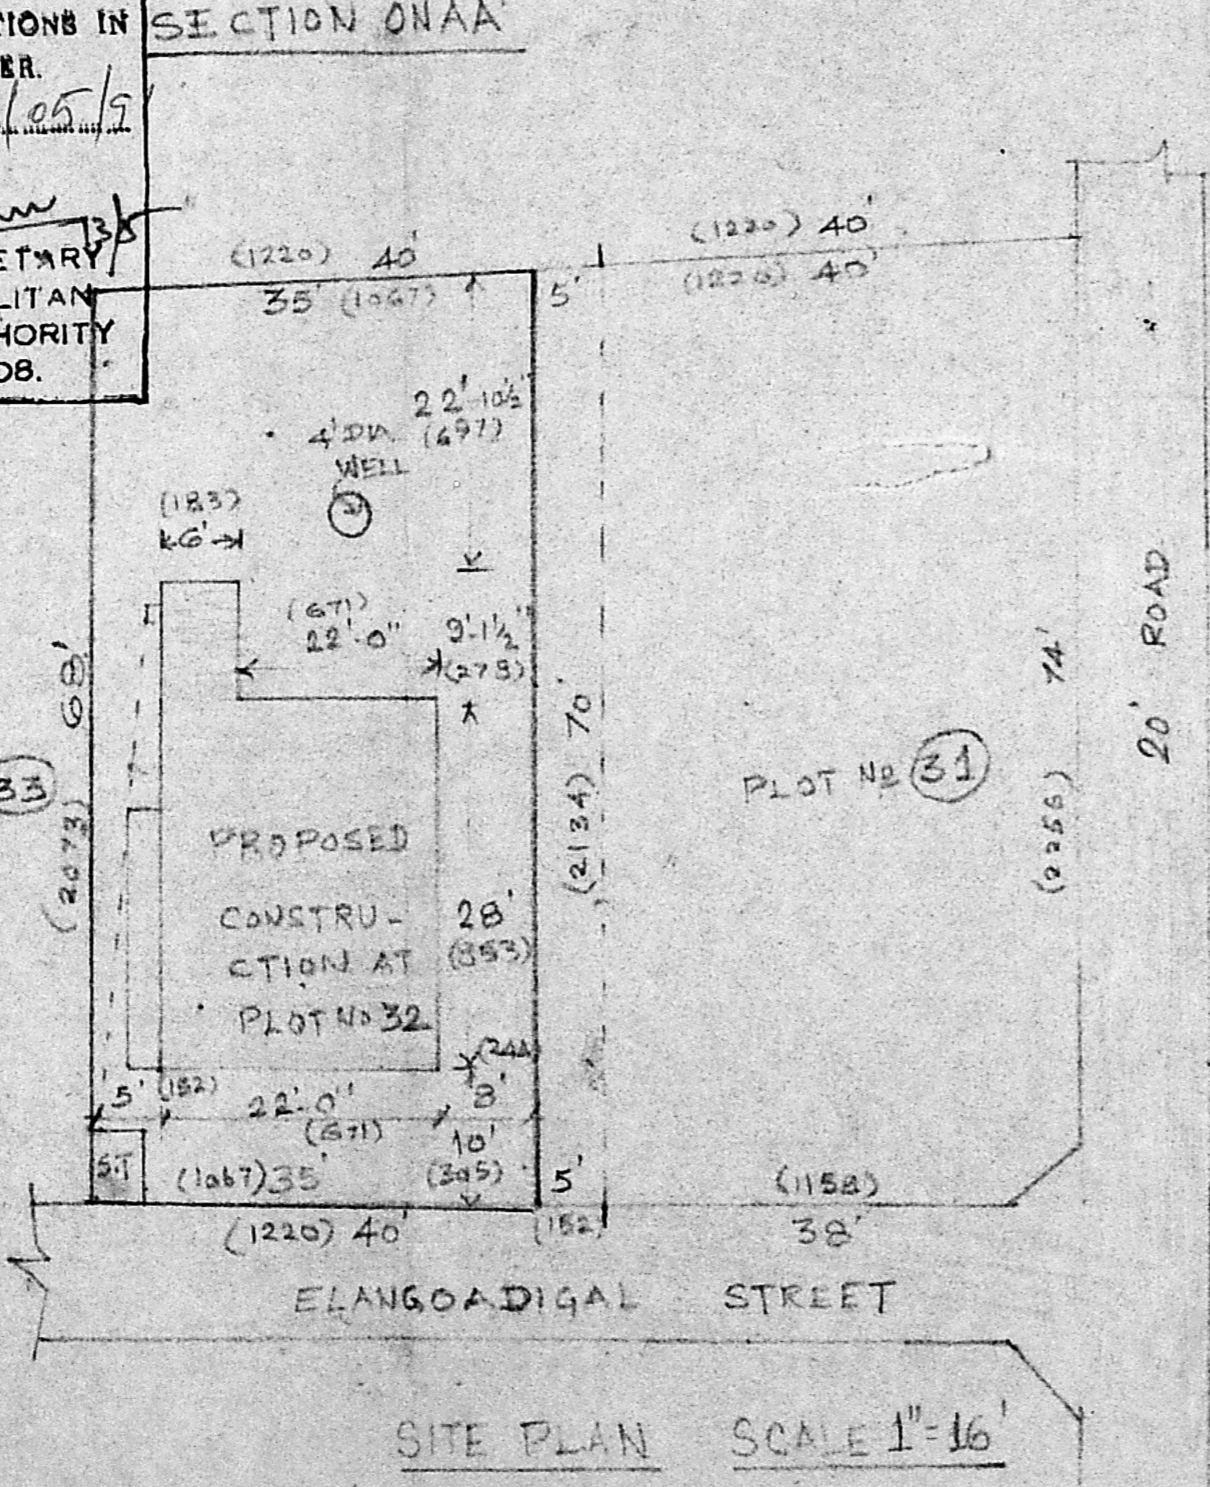 TIONS IN
ER.
/05/9
ETARY
LITAN
HORITY
08.
SECTION ON AA'
(1220) 40'
35' (1067)
5'
(1220) 40'
(1220) 40'
22'-10½"
(697)
4' DIA.
WELL
(183)
6'
(671)
22'-0"
9'-1½"
(278)
68'
(2073)
33
70'
(2134)
PLOT No 31
74'
(2256)
20' ROAD
PROPOSED
CONSTRU-
CTION AT
PLOT No 32
28'
(853)
(244)
8'
5' (152)
22'-0"
(671)
10'
(305)
S.T
(1067) 35'
5'
(152)
(1220) 40'
(1158)
38'
ELANGOADIGAL STREET
SITE PLAN SCALE 1"=16'